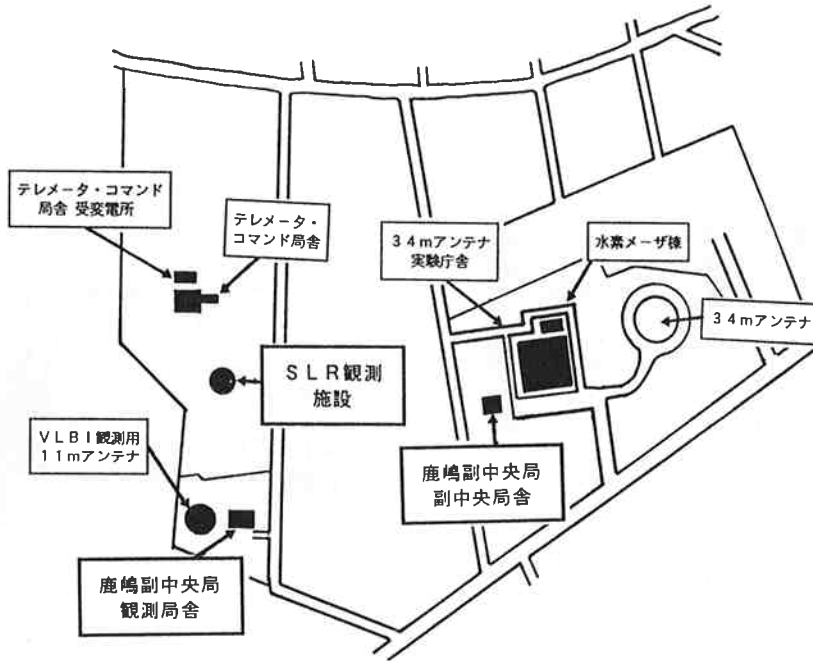 テレメータ・コマンド
局舎 受変電所
テレメータ・
コマンド局舎
34mアンテナ
実験庁舎
水素メーザ棟
34mアンテナ
SLR観測
施設
VLBI観測用
11mアンテナ
鹿嶋副中央局
副中央局舎
鹿嶋副中央局
観測局舎